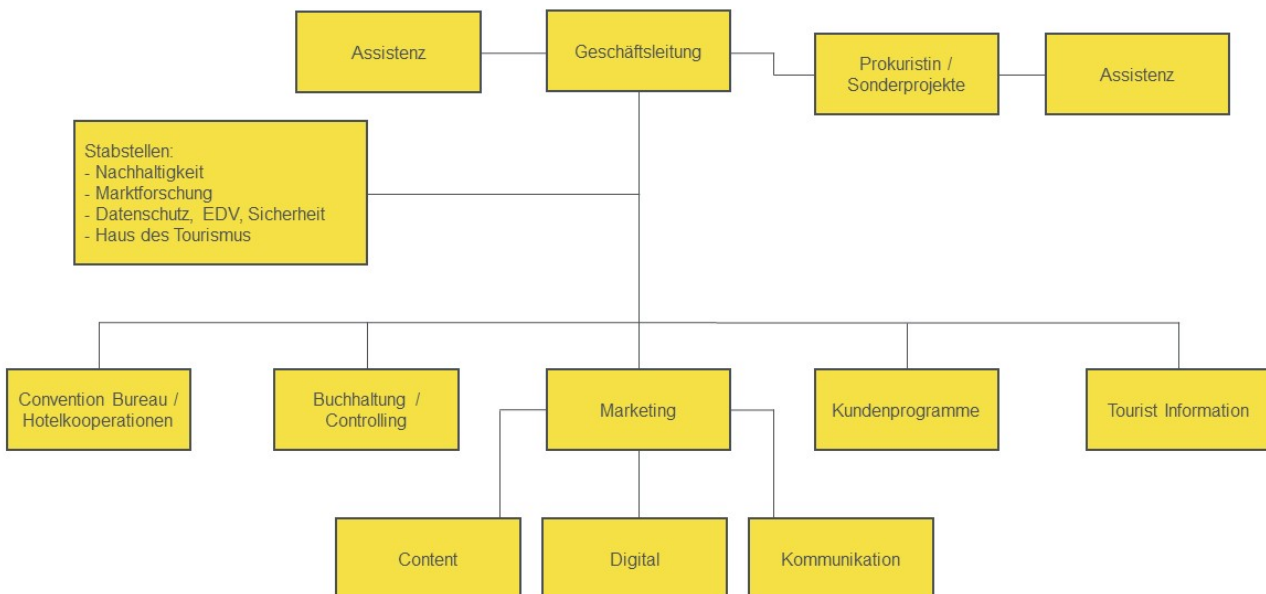 Assistenz
Geschäftsleitung
Prokuristin /
Sonderprojekte
Assistenz
Stabstellen:
- Nachhaltigkeit
- Marktforschung
- Datenschutz, EDV, Sicherheit
- Haus des Tourismus
Convention Bureau /
Hotelkooperationen
Buchhaltung /
Controlling
Marketing
Kundenprogramme
Tourist Information
Content
Digital
Kommunikation